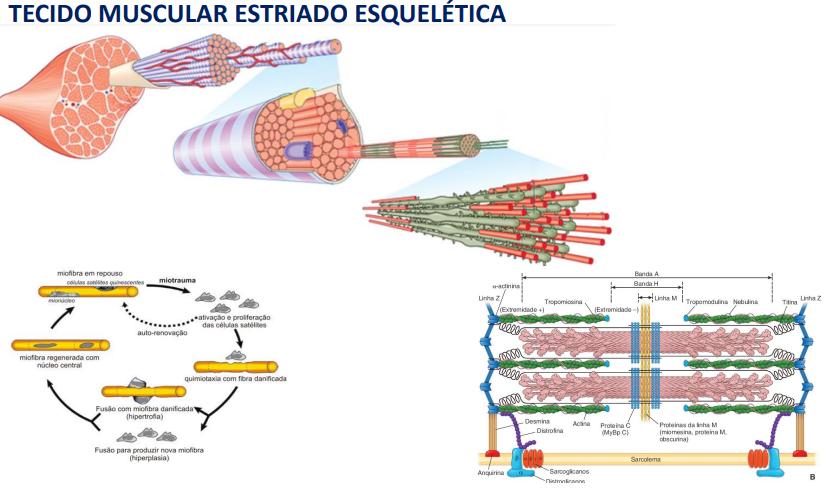 TECIDO MUSCULAR ESTRIADO ESQUELÉTICA
miofibra em repouso
células satélites quinescentes
mionúcleo
miotrauma
ativação e proliferação
das células satélites
auto-renovação
quimiotaxia com fibra danificada
Fusão com miofibra danificada
(hipertrofia)
Fusão para produzir nova miofibra
(hiperplasia)
miofibra regenerada com
núcleo central
Banda A
Banda H
Linha M
α-actinina
Linha Z
(Extremidade +)
Tropomiosina
(Extremidade –)
Tropomodulina
Nebulina
Titina
Linha Z
Desmina
Distrofina
Actina
Proteína C
(MyBp C)
Proteínas da linha M
(miomesina, proteína M,
obscurina)
Sarcolema
Anquirina
Sarcoglicanos
Distroglicanos
B